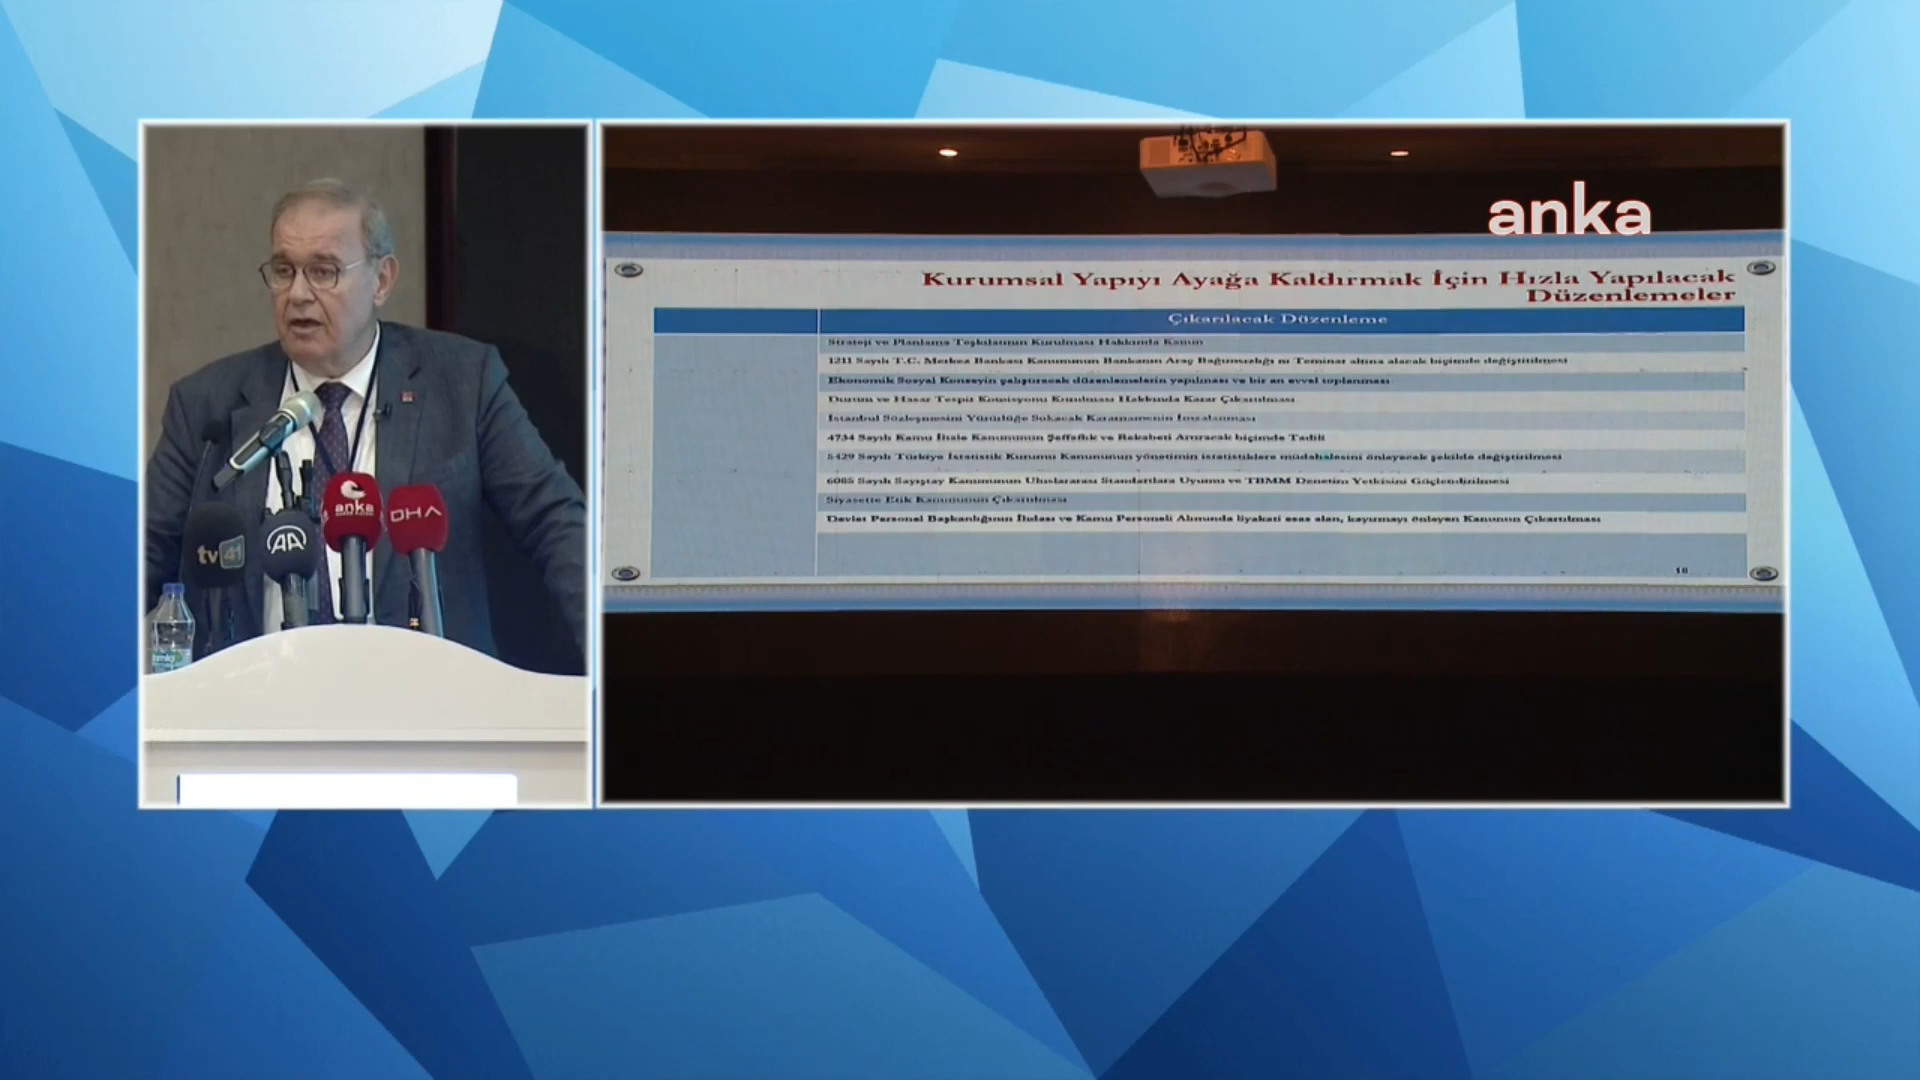 anka
Kurumsal Yapıyı Ayağa Kaldırmak İçin Hızla Yapılacak
Düzenlemeler
Çıkarılacak Düzenleme
Strateji ve Planlama Teşkilatının Kurulması Hakkında Kanun
1211 Sayılı T.C. Merkez Bankası Kanununun Bankanın Araç Bağımsızlığı nı Teminat altına alacak biçimde değiştirilmesi
Ekonomik Sosyal Konseyin çalıştıracak düzenlemelerin yapılması ve bir an evvel toplanması
Durum ve Hasar Tespit Komisyonu Kurulması Hakkında Karar Çıkartılması
İstanbul Sözleşmesini Yürürlüğe Sokacak Kararnamenin İmzalanması
4734 Sayılı Kamu İhale Kanununun Şeffaflık ve Rekabeti Artıracak biçimde Tadili
5429 Sayılı Türkiye İstatistik Kurumu Kanununun yönetimin istatistiklere müdahalesini önleyecek şekilde değiştirilmesi
6085 Sayılı Sayıştay Kanununun Uluslararası Standartlara Uyumu ve TBMM Denetim Yetkisini Güçlendirilmesi
Siyasette Etik Kanununun Çıkarılması
Devlet Personel Başkanlığının İhdası ve Kamu Personeli Alımında liyakati esas alan, kayırmayı önleyen Kanunun Çıkartılması
18
anka
DHA
AA
tv41